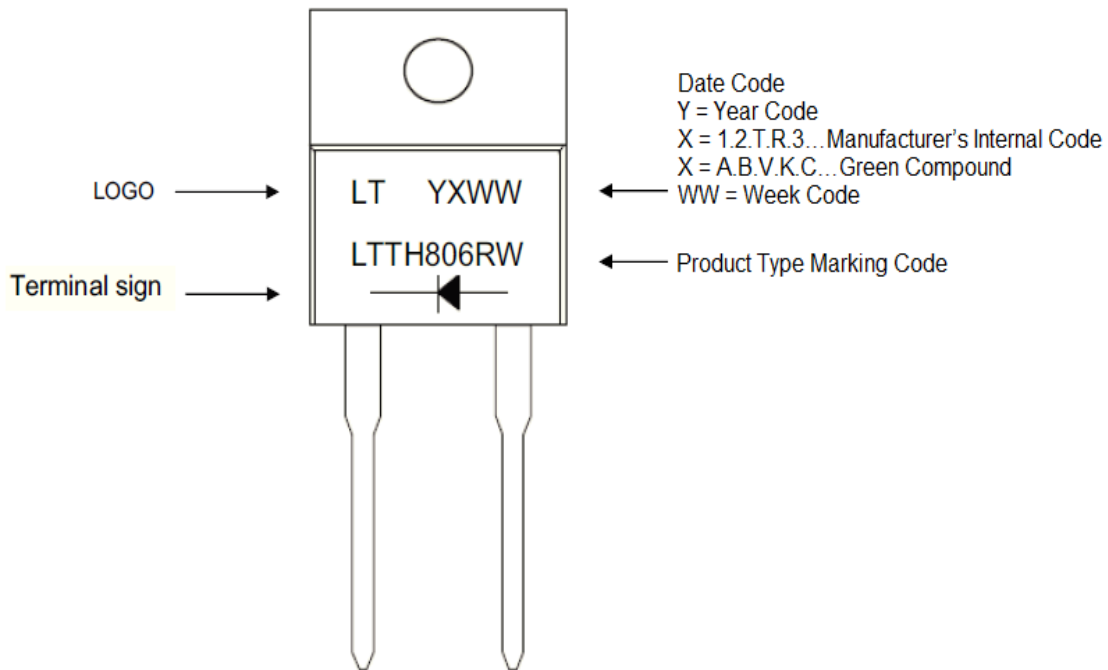 Date Code
Y = Year Code
X = 1.2.T.R.3...Manufacturer's Internal Code
X = A.B.V.K.C...Green Compound
WW = Week Code
LOGO
LT YXWW
LTTH806RW
Product Type Marking Code
Terminal sign